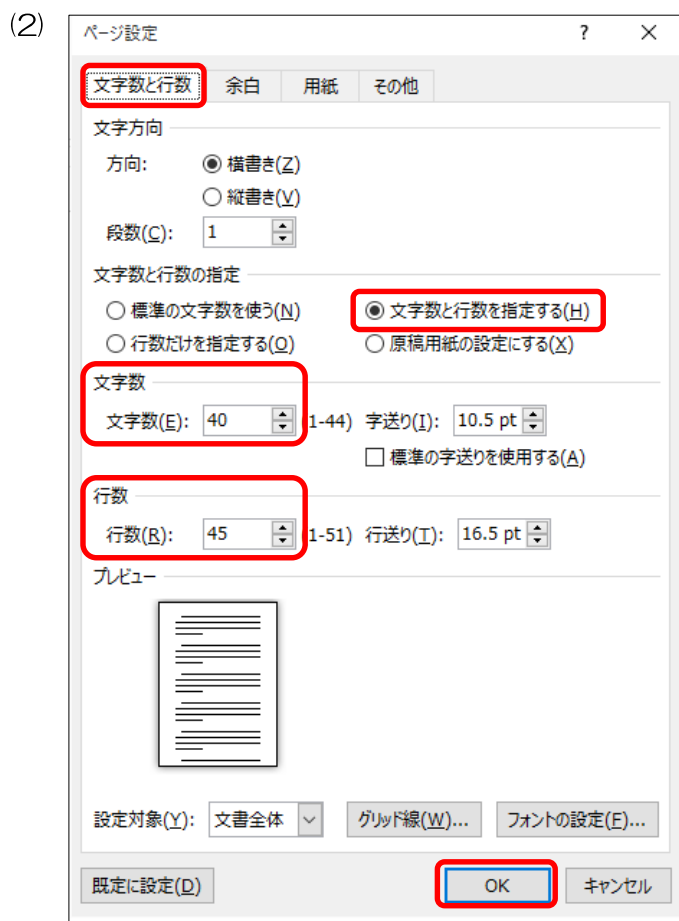 (2)
ページ設定 ? ×
文字数と行数 余白 用紙 その他
文字方向
方向: 横書き(Z)
縦書き(V)
段数(C): 1
文字数と行数の指定
標準の文字数を使う(N) 文字数と行数を指定する(H)
行数だけを指定する(O) 原稿用紙の設定にする(X)
文字数
文字数(E): 40 (1-44) 字送り(I): 10.5 pt
標準の字送りを使用する(A)
行数
行数(R): 45 (1-51) 行送り(T): 16.5 pt
プレビュー
設定対象(Y): 文書全体 グリッド線(W)... フォントの設定(F)...
既定に設定(D) OK キャンセル